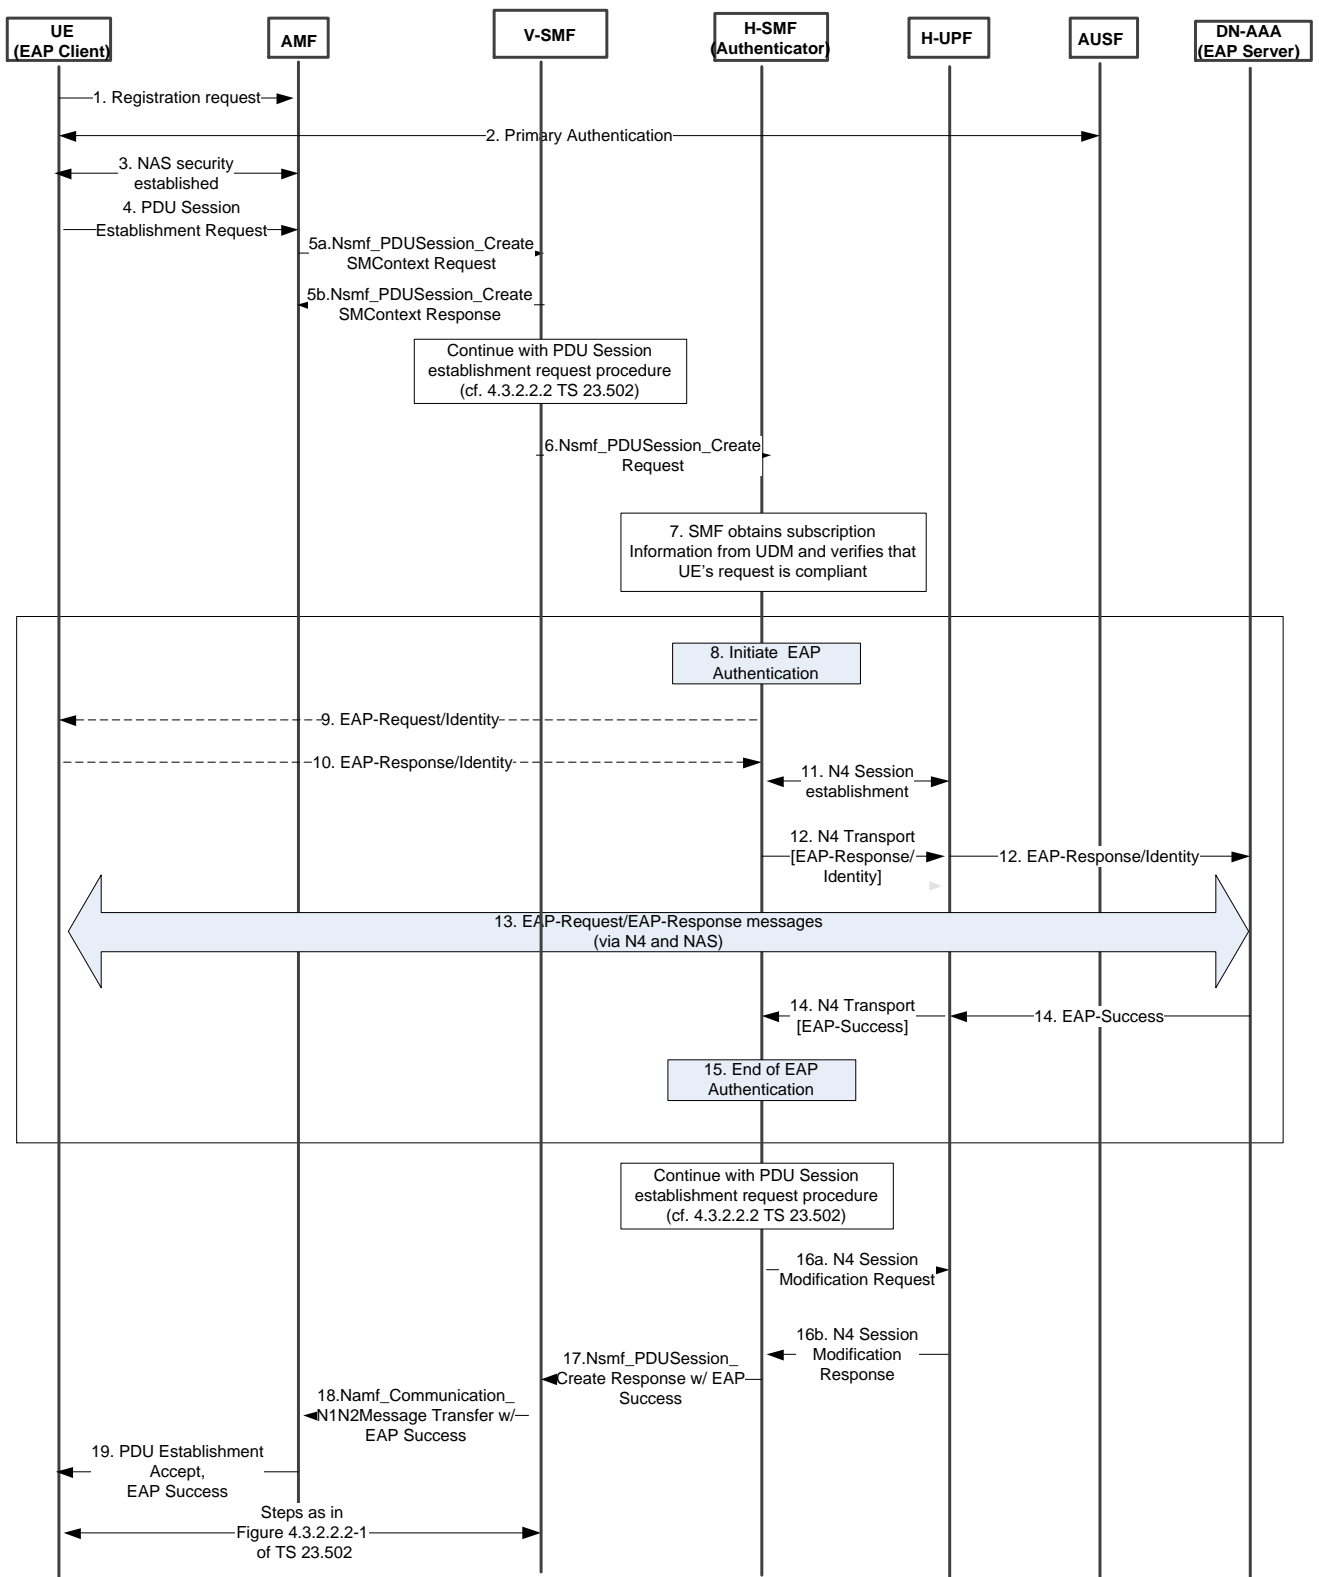 UE
(EAP Client)
AMF
V-SMF
H-SMF
(Authenticator)
H-UPF
AUSF
DN-AAA
(EAP Server)
1. Registration request
2. Primary Authentication
3. NAS security
established
4. PDU Session
Establishment Request
5a.Nsmf_PDUSession_Create
SMContext Request
5b.Nsmf_PDUSession_Create
SMContext Response
Continue with PDU Session
establishment request procedure
(cf. 4.3.2.2.2 TS 23.502)
6.Nsmf_PDUSession_Create
Request
7. SMF obtains subscription
Information from UDM and verifies that
UE's request is compliant
8. Initiate EAP
Authentication
9. EAP-Request/Identity
10. EAP-Response/Identity
11. N4 Session
establishment
12. N4 Transport
[EAP-Response/
Identity]
12. EAP-Response/Identity
13. EAP-Request/EAP-Response messages
(via N4 and NAS)
14. N4 Transport
[EAP-Success]
14. EAP-Success
15. End of EAP
Authentication
Continue with PDU Session
establishment request procedure
(cf. 4.3.2.2.2 TS 23.502)
16a. N4 Session
Modification Request
16b. N4 Session
Modification
Response
17.Nsmf_PDUSession_
Create Response w/ EAP
Success
18.Namf_Communication_
N1N2Message Transfer w/
EAP Success
19. PDU Establishment
Accept,
EAP Success
Steps as in
Figure 4.3.2.2.2-1
of TS 23.502